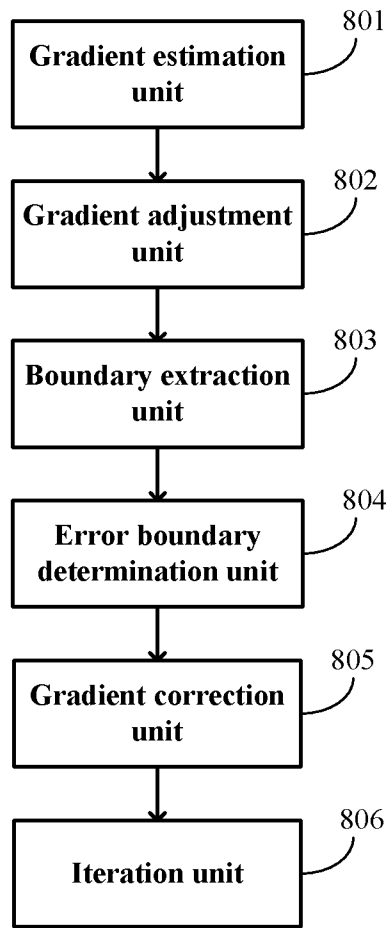 801
Gradient estimation
unit
802
Gradient adjustment
unit
803
Boundary extraction
unit
804
Error boundary
determination unit
805
Gradient correction
unit
806
Iteration unit